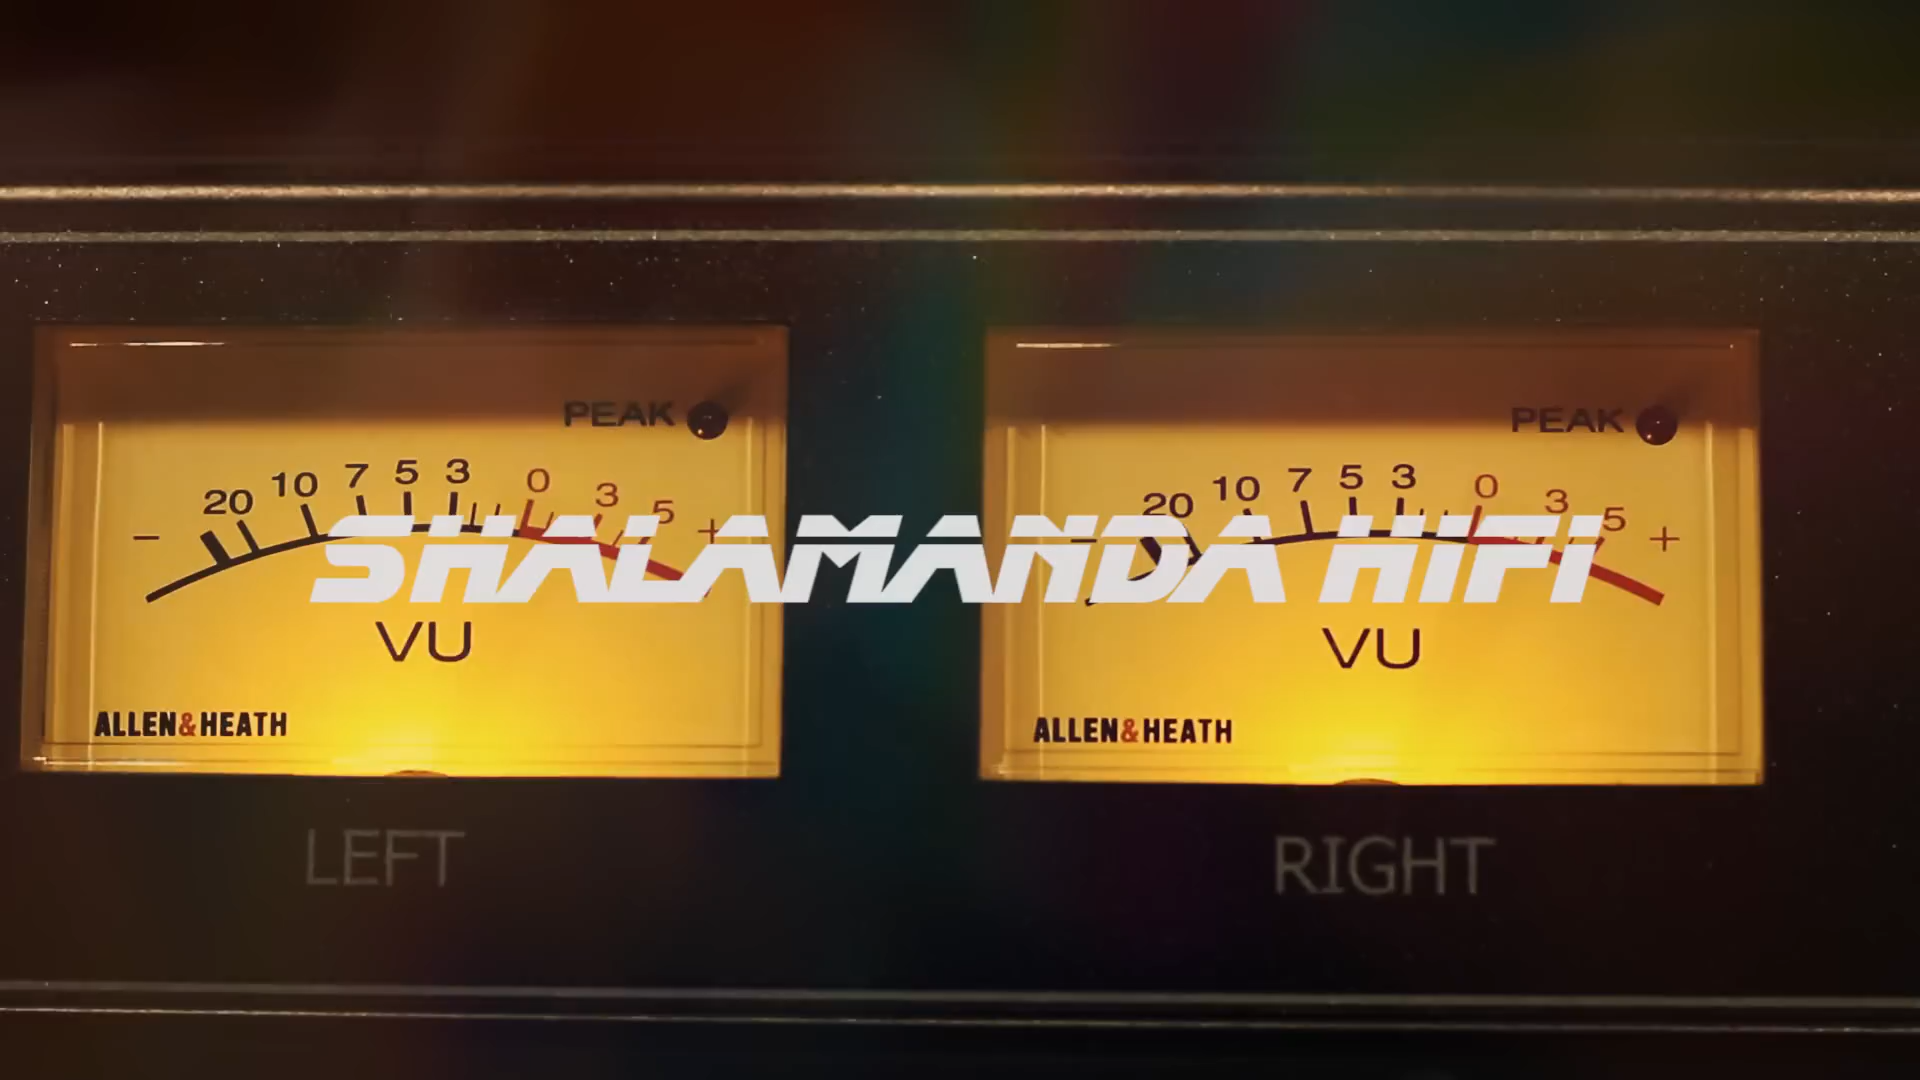 PEAK
20 10 7 5 3 0 3 5
- +
VU
ALLEN&HEATH
LEFT
PEAK
20 10 7 5 3 0 3 5
- +
VU
ALLEN&HEATH
RIGHT
SHALAMANDA HIFI